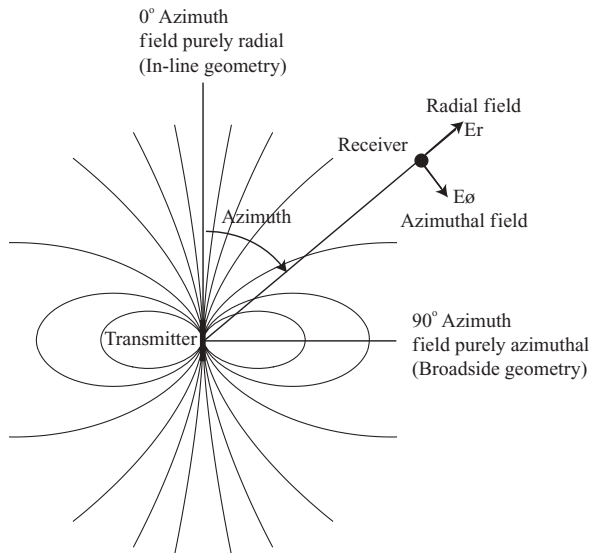 0° Azimuth
field purely radial
(In-line geometry)
Radial field
Er
Receiver
Eø
Azimuthal field
Azimuth
Transmitter
90° Azimuth
field purely azimuthal
(Broadside geometry)